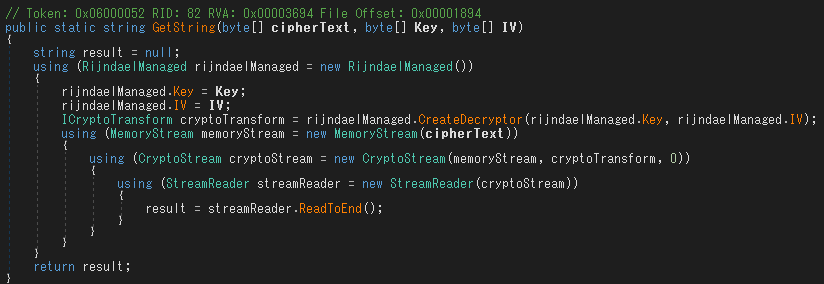 // Token: 0x06000052 RID: 82 RVA: 0x00003694 File Offset: 0x00001894
public static string GetString(byte[] cipherText, byte[] Key, byte[] IV)
{
    string result = null;
    using (RijndaelManaged rijndaelManaged = new RijndaelManaged())
    {
        rijndaelManaged.Key = Key;
        rijndaelManaged.IV = IV;
        ICryptoTransform cryptoTransform = rijndaelManaged.CreateDecryptor(rijndaelManaged.Key, rijndaelManaged.IV);
        using (MemoryStream memoryStream = new MemoryStream(cipherText))
        {
            using (CryptoStream cryptoStream = new CryptoStream(memoryStream, cryptoTransform, 0))
            {
                using (StreamReader streamReader = new StreamReader(cryptoStream))
                {
                    result = streamReader.ReadToEnd();
                }
            }
        }
    }
    return result;
}